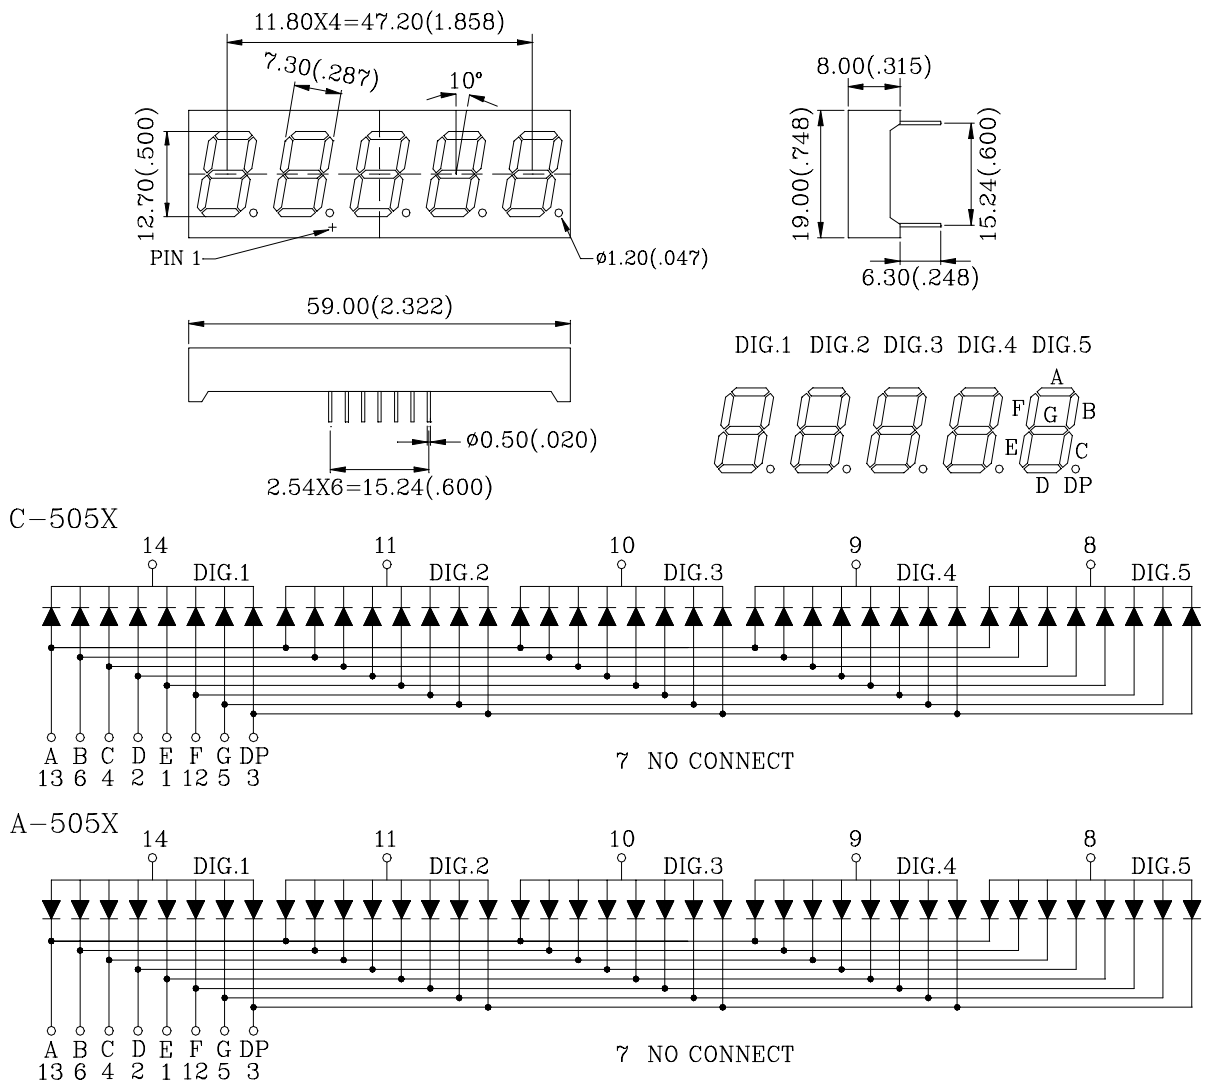 11.80X4=47.20(1.858)
7.30(.287)
10°
12.70(.500)
PIN 1
ø1.20(.047)
8.00(.315)
19.00(.748)
15.24(.600)
6.30(.248)
59.00(2.322)
ø0.50(.020)
2.54X6=15.24(.600)
DIG.1 DIG.2 DIG.3 DIG.4 DIG.5
A
F G B
E C
D DP
C-505X
14 11 10 9 8
DIG.1 DIG.2 DIG.3 DIG.4 DIG.5
A B C D E F G DP
13 6 4 2 1 12 5 3
7 NO CONNECT
A-505X
14 11 10 9 8
DIG.1 DIG.2 DIG.3 DIG.4 DIG.5
A B C D E F G DP
13 6 4 2 1 12 5 3
7 NO CONNECT